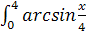 ∫₀⁴ arcsin x/4